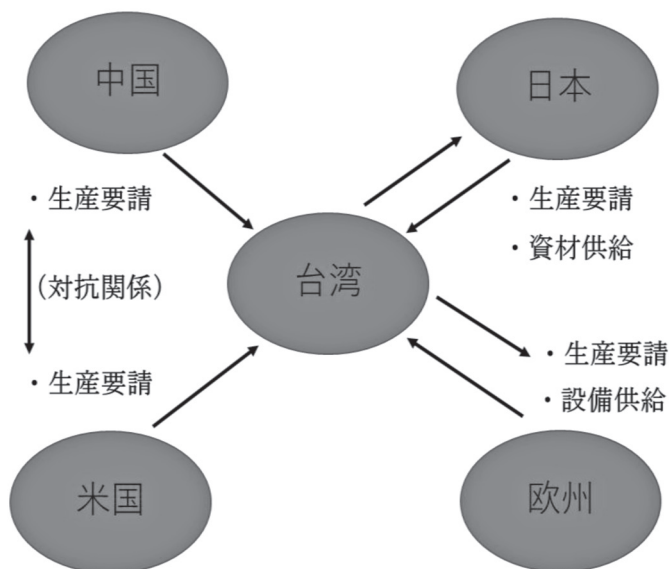 中国
日本
・生産要請
・生産要請
・資材供給
台湾
(対抗関係)
・生産要請
・生産要請
・設備供給
米国
欧州